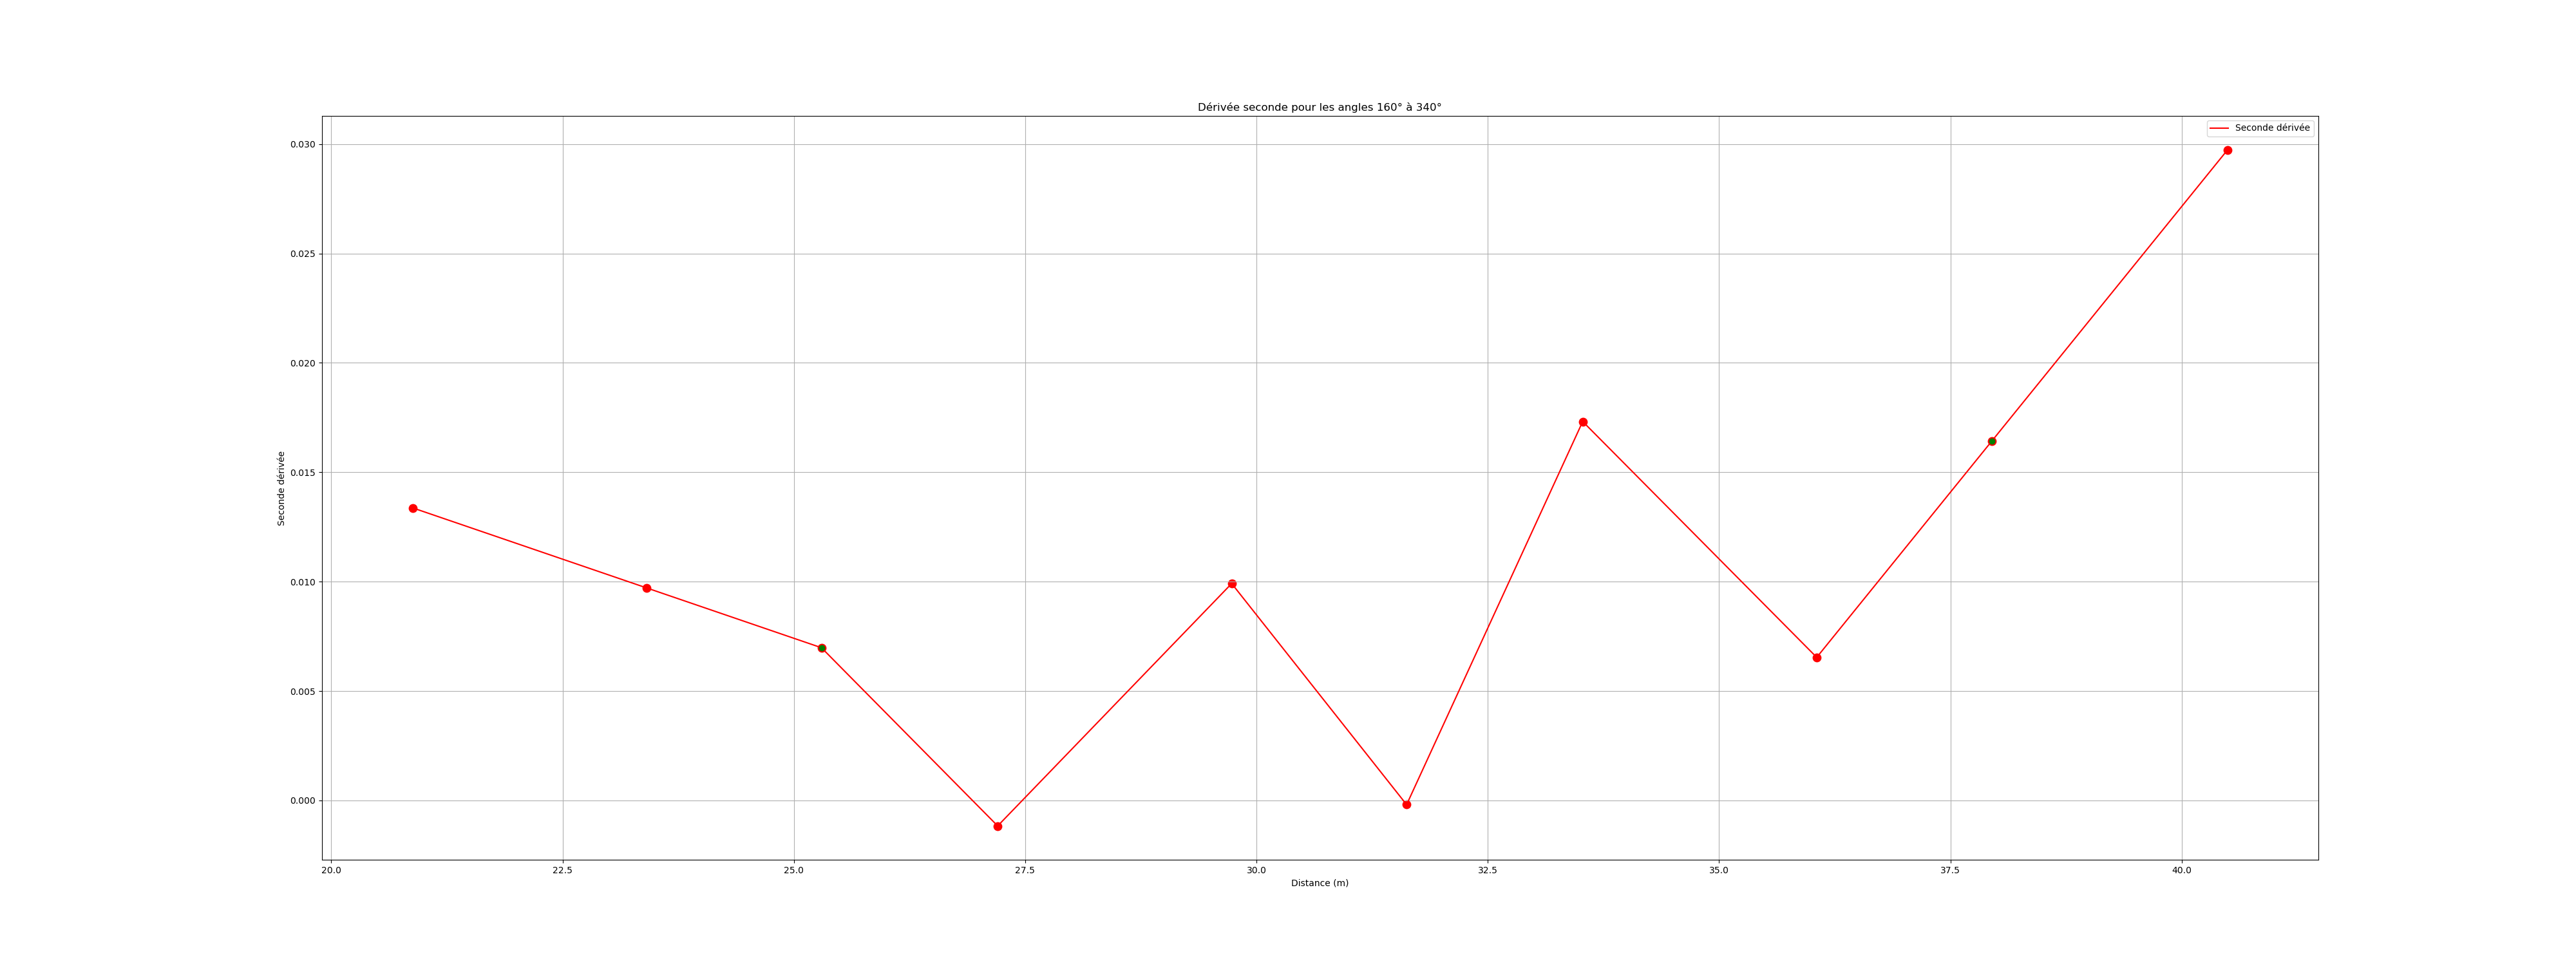 Dérivée seconde pour les angles 160° à 340°
Seconde dérivée
0.030
0.025
0.020
0.015
0.010
0.005
0.000
Seconde dérivée
20.0 22.5 25.0 27.5 30.0 32.5 35.0 37.5 40.0
Distance (m)